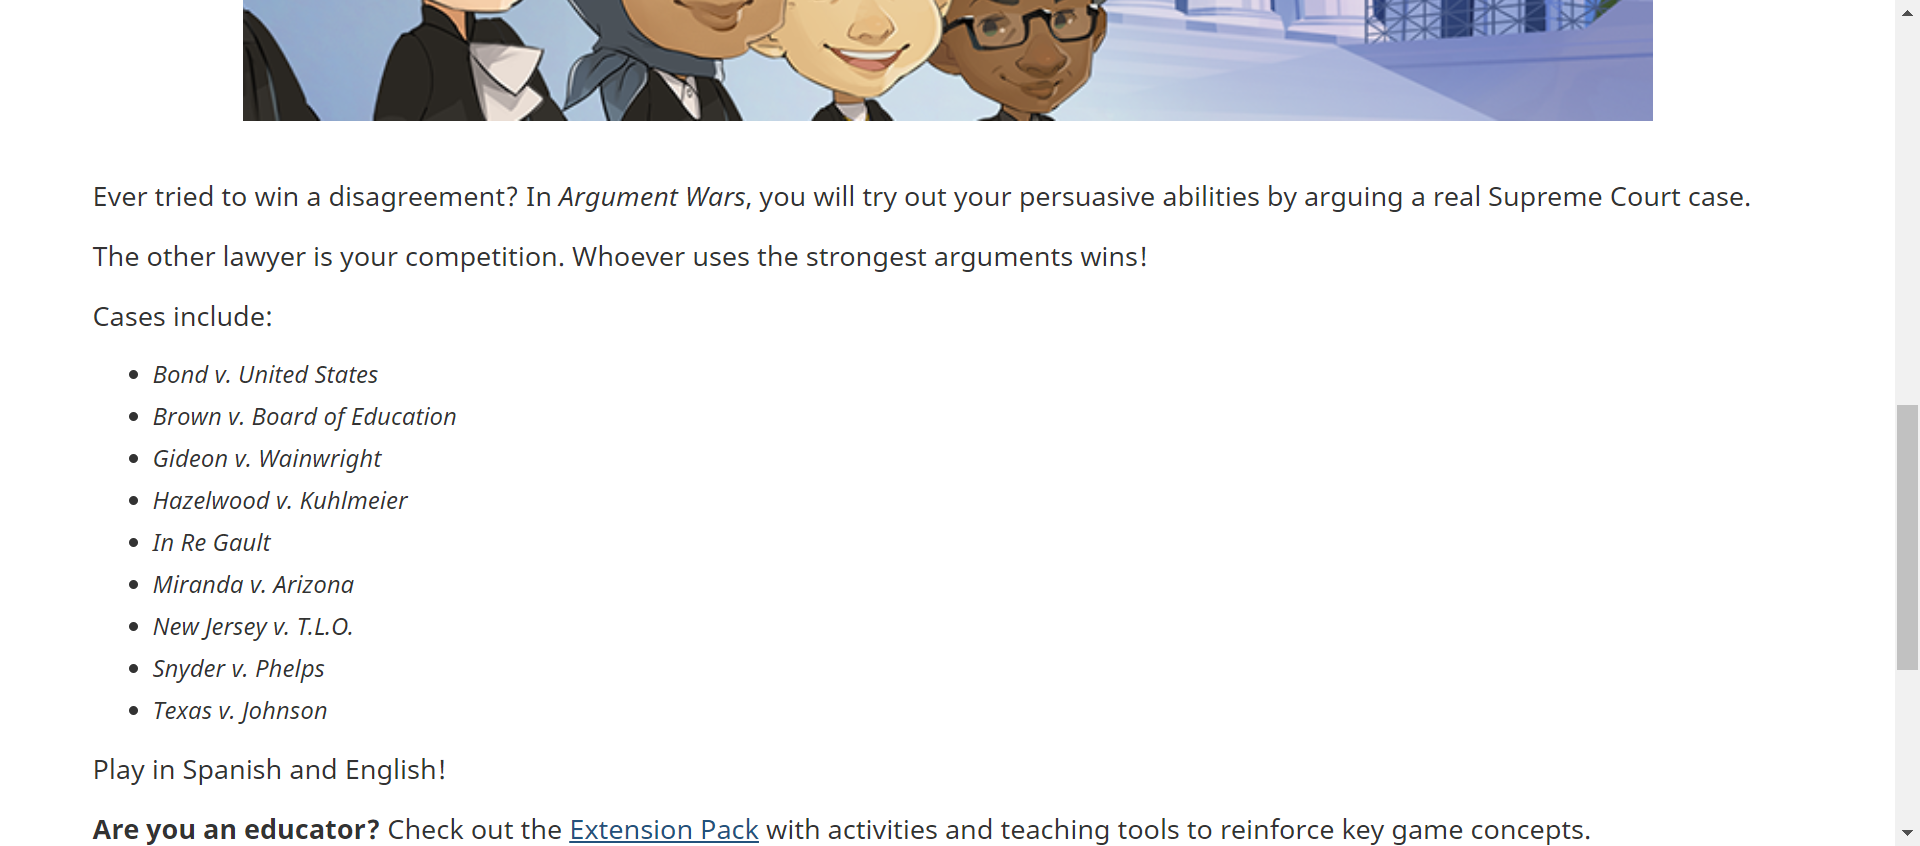 Ever tried to win a disagreement? In Argument Wars, you will try out your persuasive abilities by arguing a real Supreme Court case.
The other lawyer is your competition. Whoever uses the strongest arguments wins!
Cases include:
Bond v. United States
Brown v. Board of Education
Gideon v. Wainwright
Hazelwood v. Kuhlmeier
In Re Gault
Miranda v. Arizona
New Jersey v. T.L.O.
Snyder v. Phelps
Texas v. Johnson
Play in Spanish and English!
Are you an educator? Check out the Extension Pack with activities and teaching tools to reinforce key game concepts.